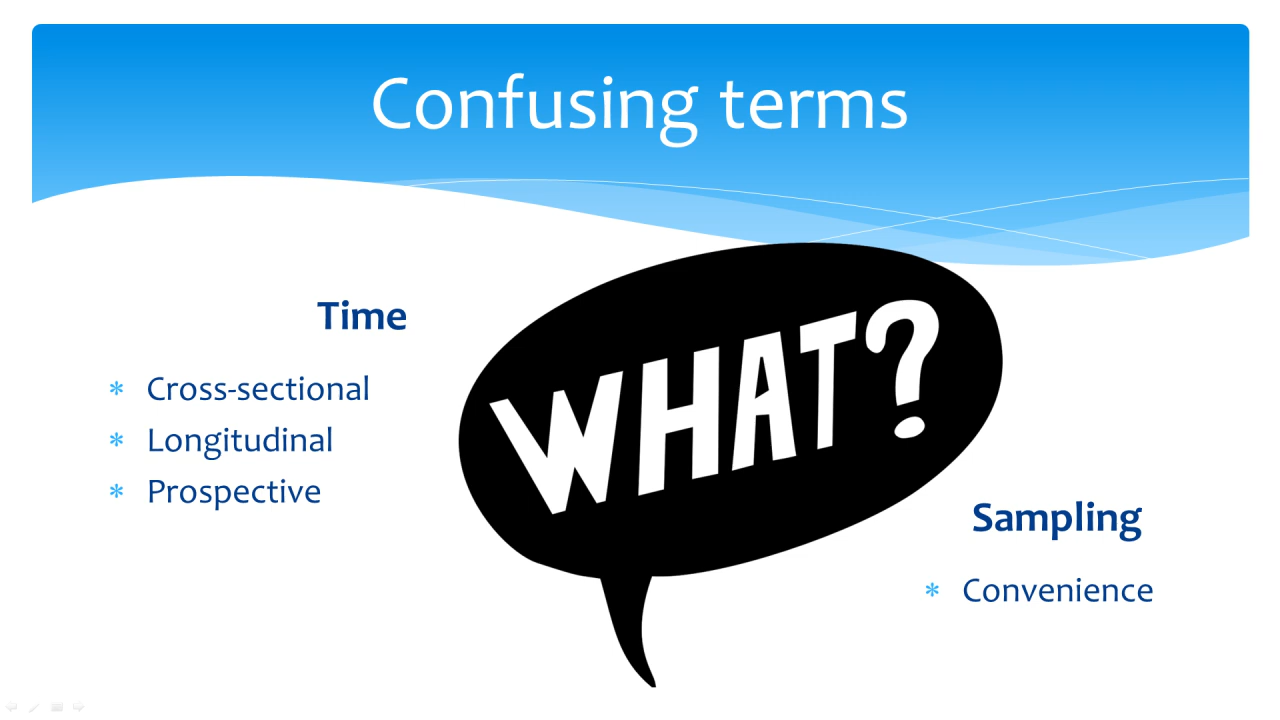 Confusing terms
Time
* Cross-sectional
* Longitudinal
* Prospective
WHAT?
Sampling
* Convenience